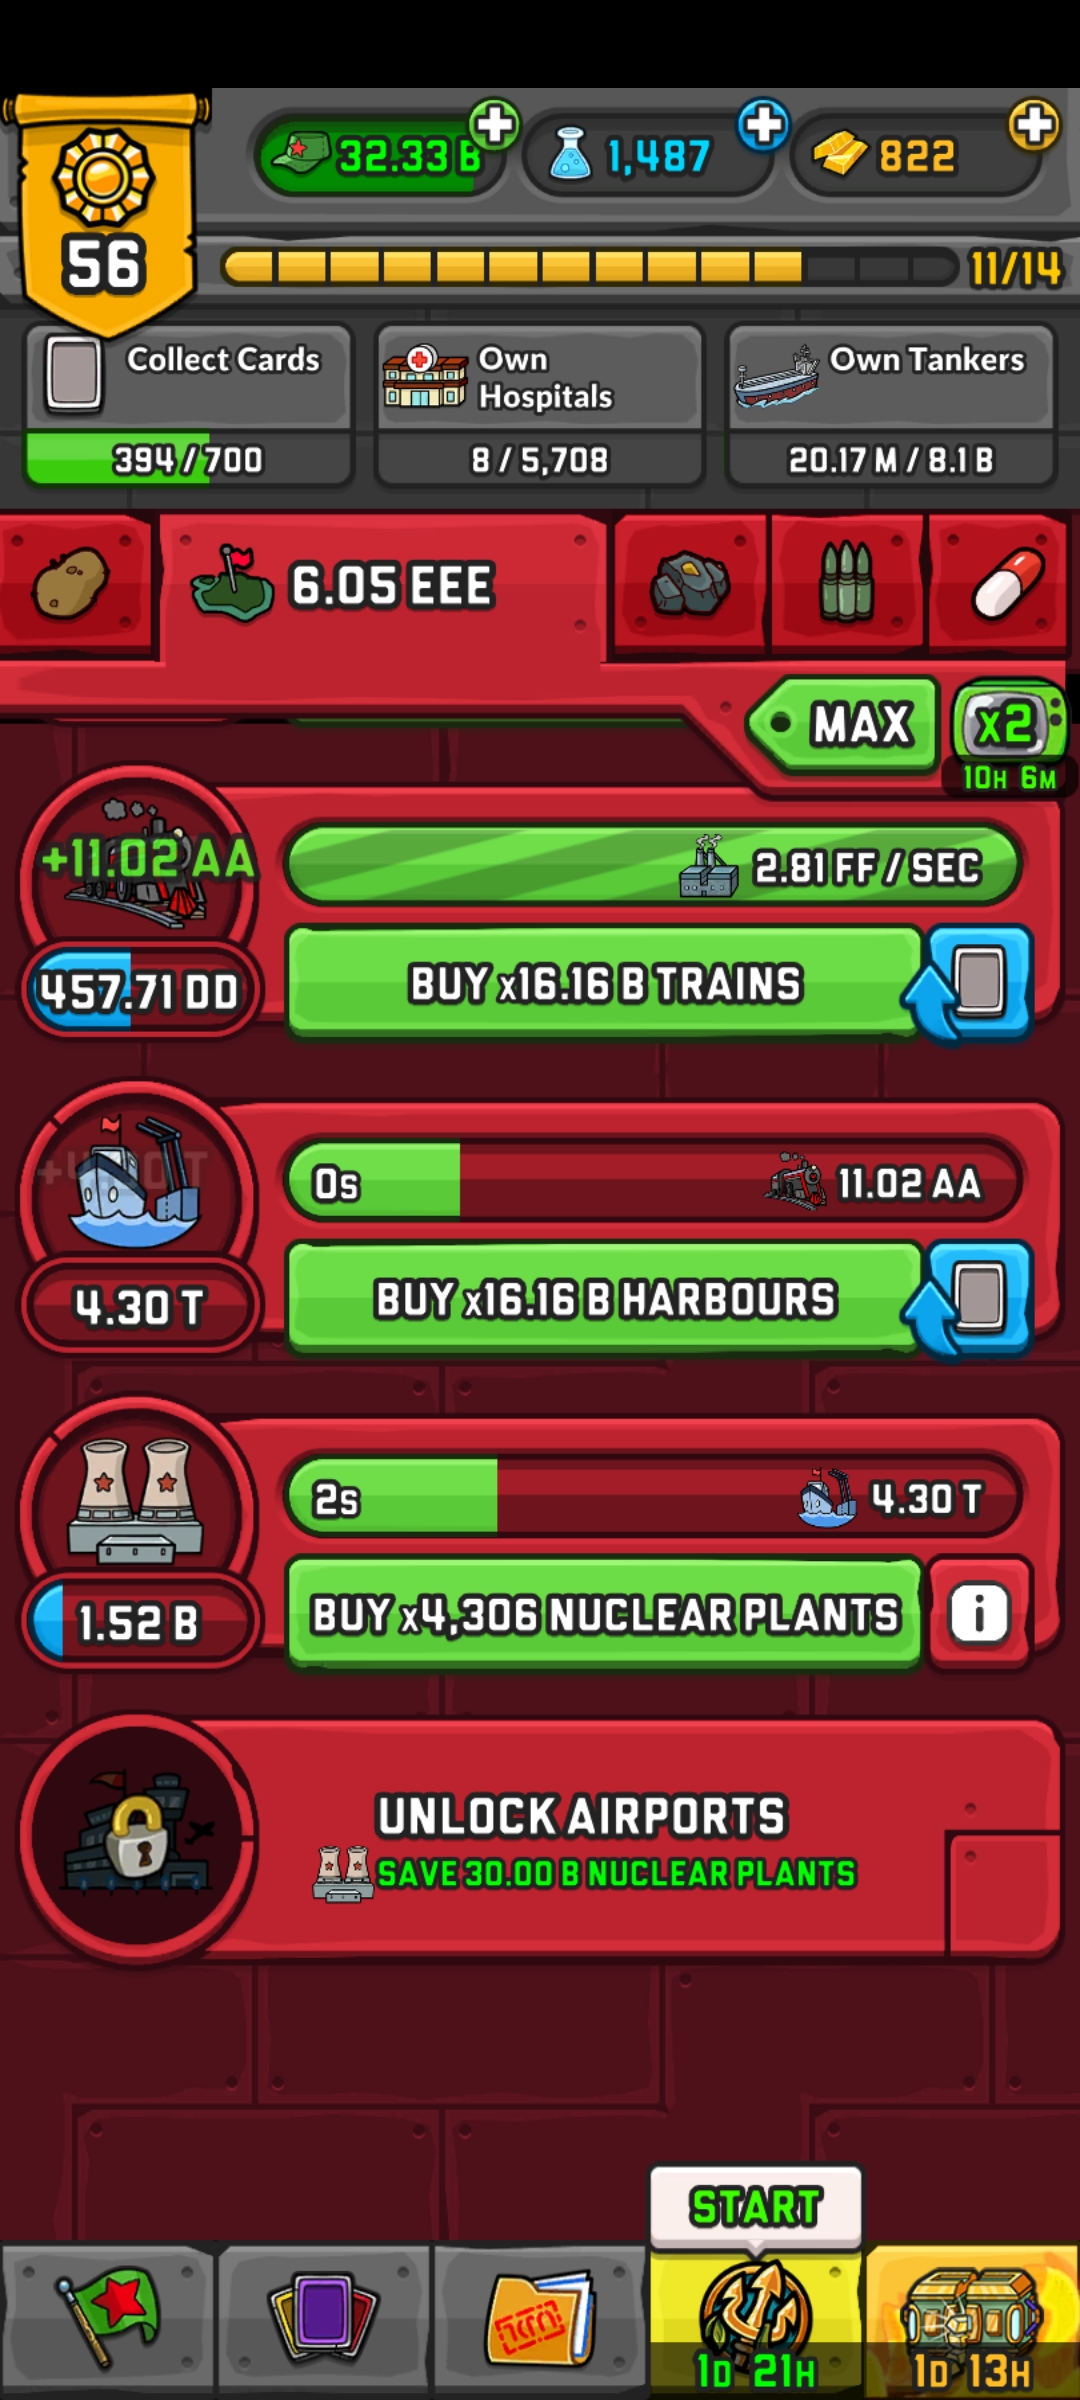 32.33 B
1,487
822
56
11/14
Collect Cards
394 / 700
Own
Hospitals
8 / 5,708
Own Tankers
20.17 M / 8.1 B
6.05 EEE
MAX
x2
10H 6M
+11.02 AA
2.81 FF / SEC
457.71 DD
BUY x16.16 B TRAINS
0s
11.02 AA
4.30 T
BUY x16.16 B HARBOURS
2s
4.30 T
1.52 B
BUY x4,306 NUCLEAR PLANTS
i
UNLOCK AIRPORTS
SAVE 30.00 B NUCLEAR PLANTS
START
1D 21H
1D 13H